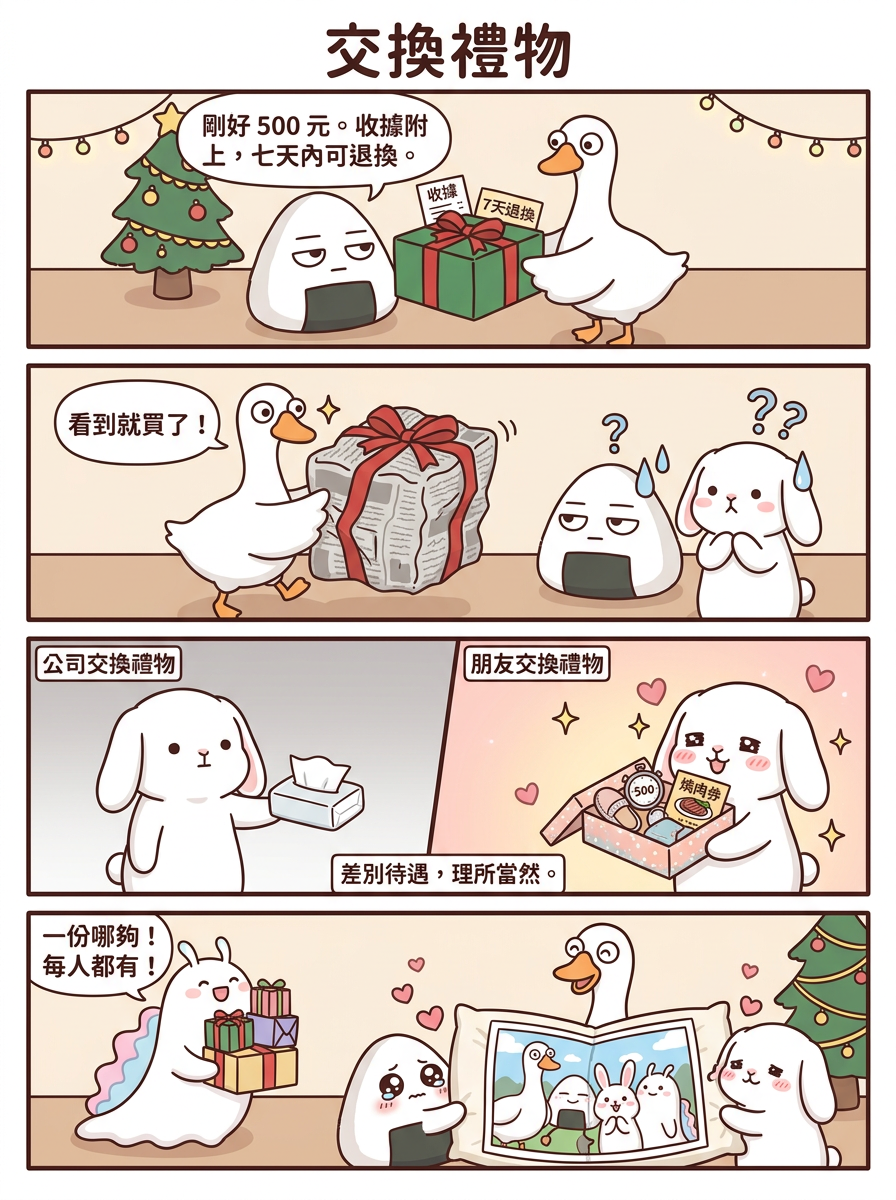 交換禮物
剛好 500 元。收據附
上，七天內可退換。
收據
7天退換
看到就買了！
?
??
公司交換禮物
朋友交換禮物
500
燒肉券
差別待遇，理所當然。
一份哪夠！
每人都有！